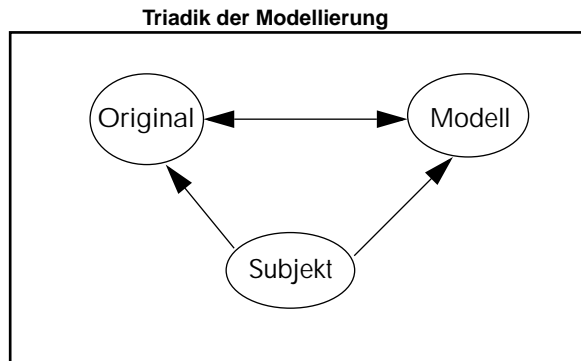 Triadik der Modellierung
Original
Modell
Subjekt